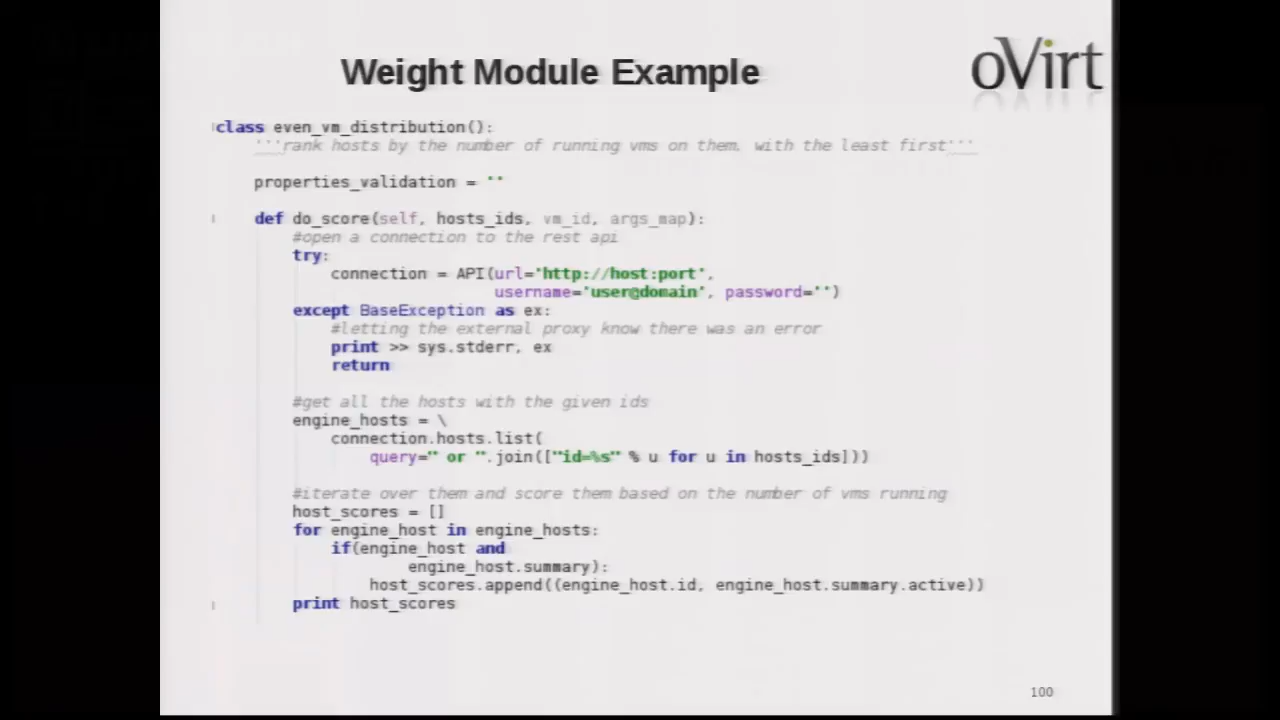 Weight Module Example
oVirt
class even_vm_distribution():
'''rank hosts by the number of running vms on them, with the least first'''
properties_validation = ''
def do_score(self, hosts_ids, vm_id, args_map):
#open a connection to the rest api
try:
connection = API(url='http://host:port',
username='user@domain', password='')
except BaseException as ex:
#letting the external proxy know there was an error
print >> sys.stderr, ex
return
#get all the hosts with the given ids
engine_hosts = \
connection.hosts.list(
query=" or ".join(["id=%s" % u for u in hosts_ids]))
#iterate over them and score them based on the number of vms running
host_scores = []
for engine_host in engine_hosts:
if(engine_host and
engine_host.summary):
host_scores.append((engine_host.id, engine_host.summary.active))
print host_scores
100